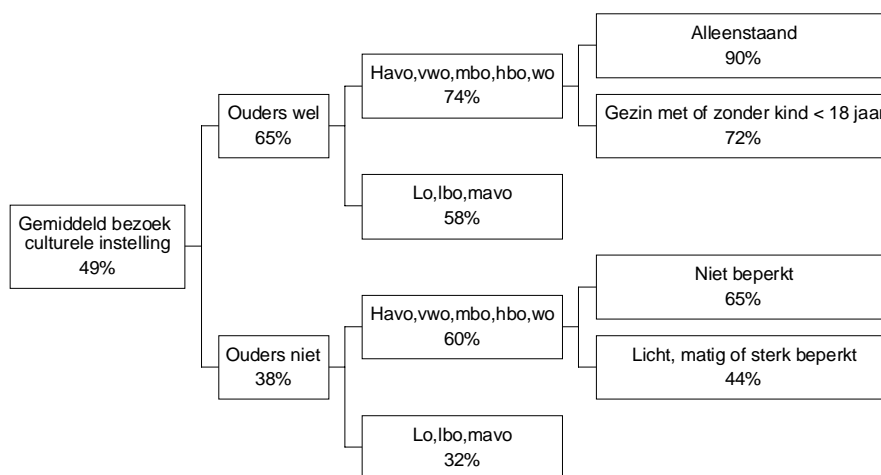 Gemiddeld bezoek
culturele instelling
49%
Ouders wel
65%
Havo,vwo,mbo,hbo,wo
74%
Alleenstaand
90%
Gezin met of zonder kind < 18 jaar
72%
Lo,lbo,mavo
58%
Ouders niet
38%
Havo,vwo,mbo,hbo,wo
60%
Niet beperkt
65%
Licht, matig of sterk beperkt
44%
Lo,lbo,mavo
32%